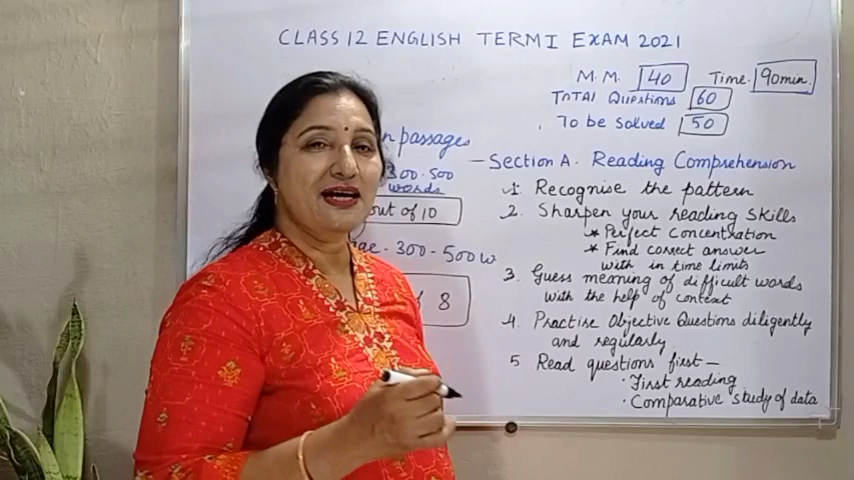 CLASS 12 ENGLISH TERM I EXAM 2021
M.M. 40 Time. 90min.
TOTAl QUESTIONS 60
To be Solved 50
n passages
300-500
words
out of 10
300-500 w
8
- Section A. Reading Comprehension
1. Recognise the pattern
2. Sharpen your reading skills
* Perfect concentration
* Find correct answer
with in time limits
3. Guess meaning of difficult words
with the help of context
4. Practise Objective Questions diligently
and regularly
5 Read questions first -
· First reading
· Comparative study of data